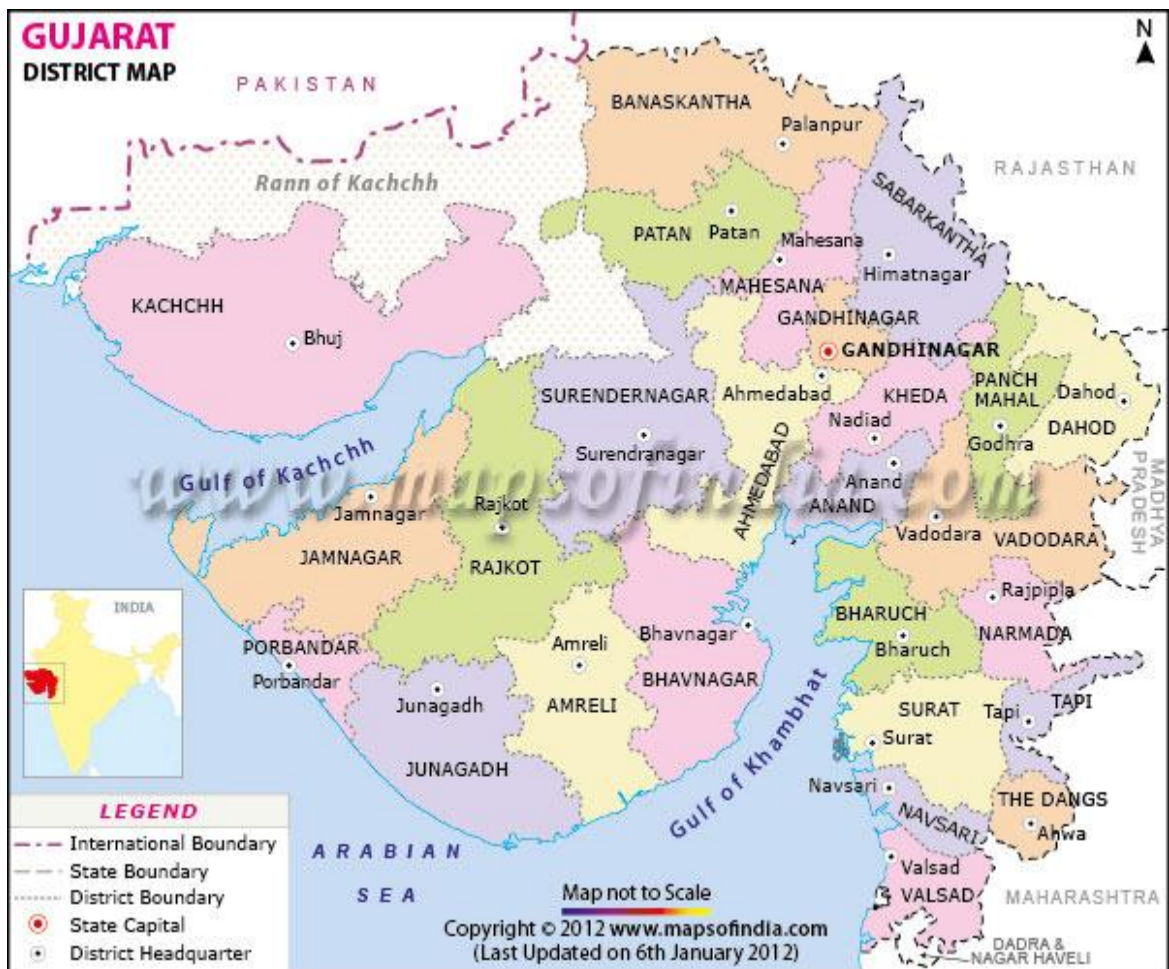 GUJARAT
DISTRICT MAP
N
PAKISTAN
RAJASTHAN
Rann of Kachchh
BANASKANTHA
Palanpur
PATAN
Patan
SABARKANTHA
Mahesana
Himatnagar
MAHESANA
KACHCHH
Bhuj
GANDHINAGAR
GANDHINAGAR
SURENDERNAGAR
Ahmedabad
KHEDA
PANCH
MAHAL
Dahod
DAHOD
Nadiad
Godhra
Surendranagar
AHMEDABAD
Gulf of Kachchh
Anand
ANAND
www.mapsofindia.com
MADHYA
PRADESH
Jamnagar
JAMNAGAR
Rajkot
RAJKOT
Vadodara
VADODARA
INDIA
Rajpipla
BHARUCH
Bharuch
NARMADA
PORBANDAR
Porbandar
Amreli
AMRELI
Bhavnagar
BHAVNAGAR
Junagadh
JUNAGADH
SURAT
Surat
Tapi
TAPI
Gulf of Khambhat
Navsari
NAVSARI
THE DANGS
Ahwa
Valsad
VALSAD
MAHARASHTRA
DADRA &
NAGAR HAVELI
ARABIAN
SEA
LEGEND
International Boundary
State Boundary
District Boundary
State Capital
District Headquarter
Map not to Scale
Copyright © 2012 www.mapsofindia.com
(Last Updated on 6th January 2012)